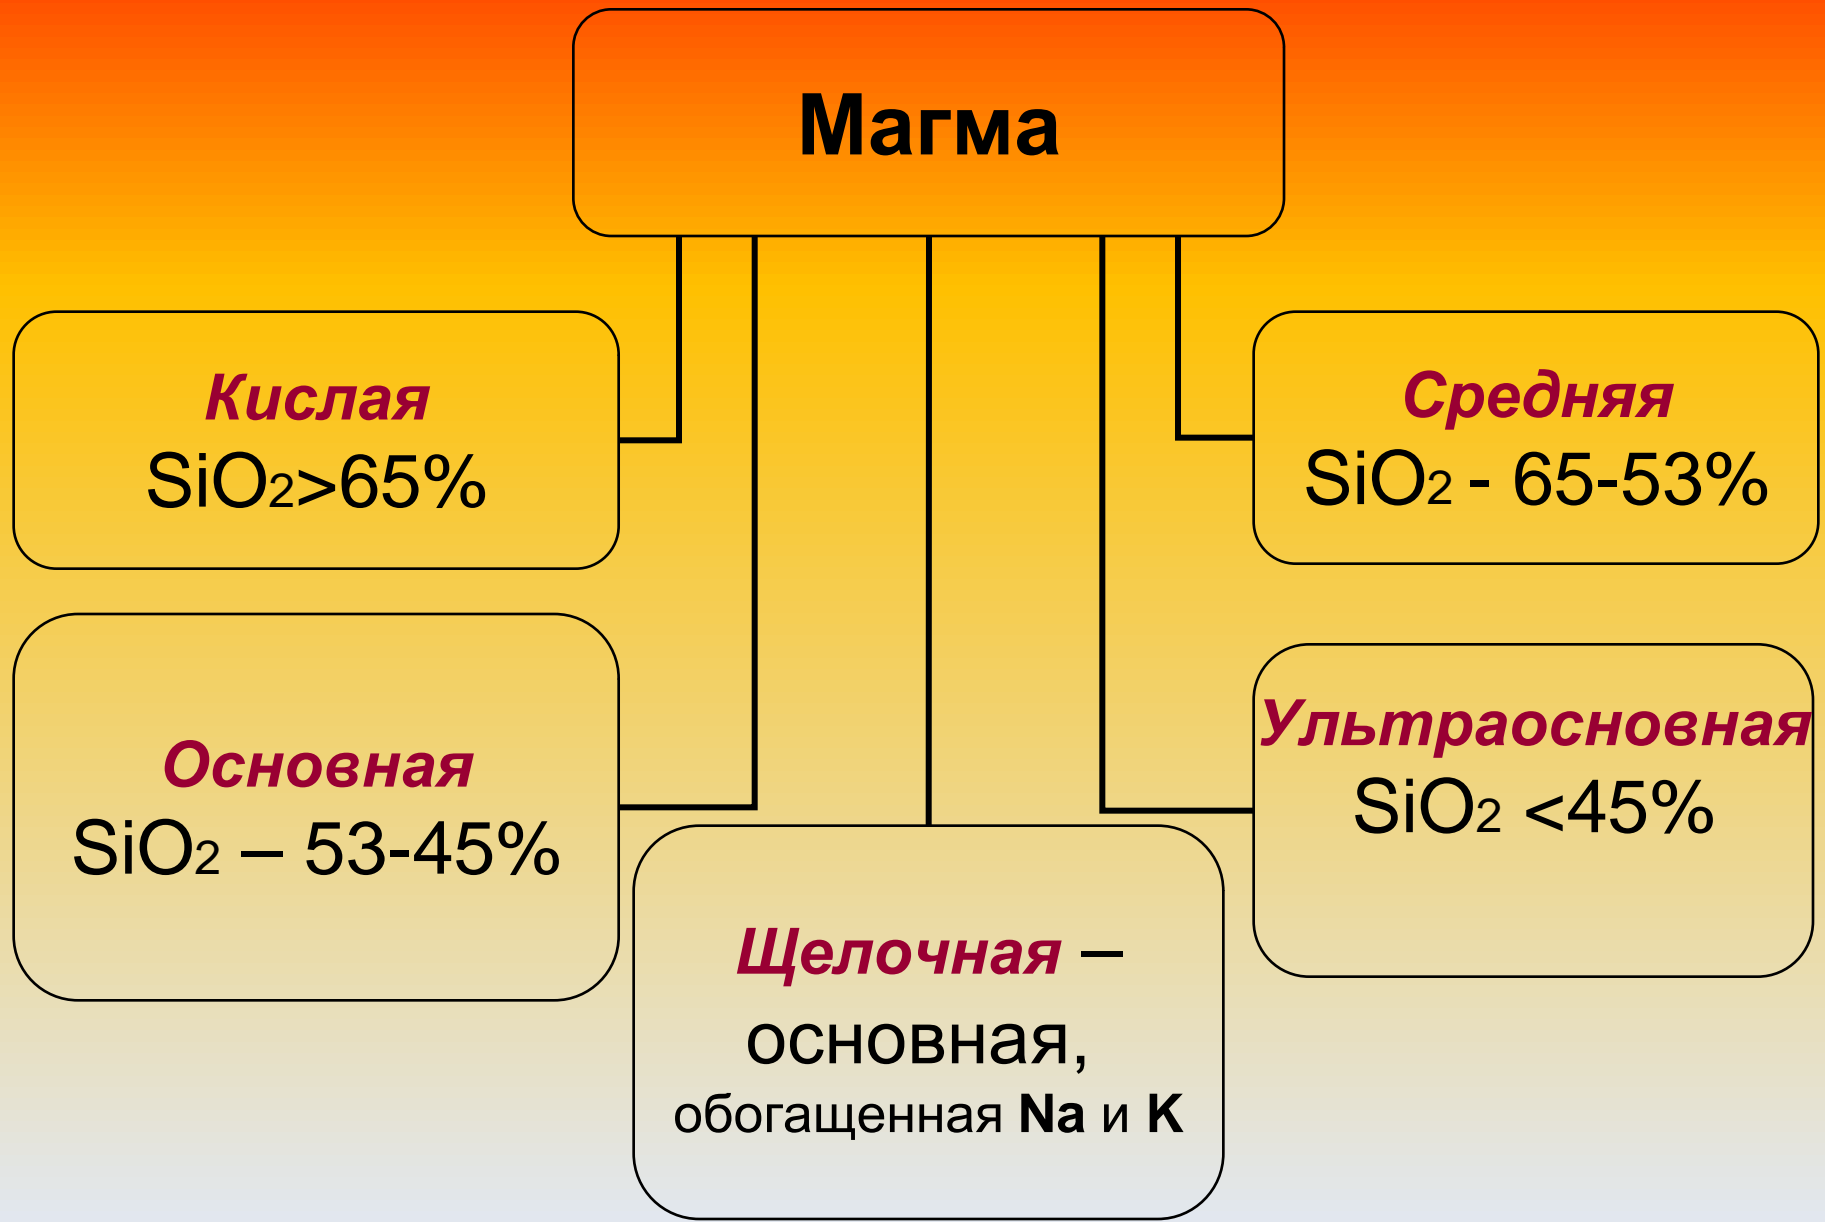 Магма
Кислая
SiO2>65%
Средняя
SiO2 - 65-53%
Основная
SiO2 – 53-45%
Ультраосновная
SiO2 <45%
Щелочная –
основная,
обогащенная Na и K